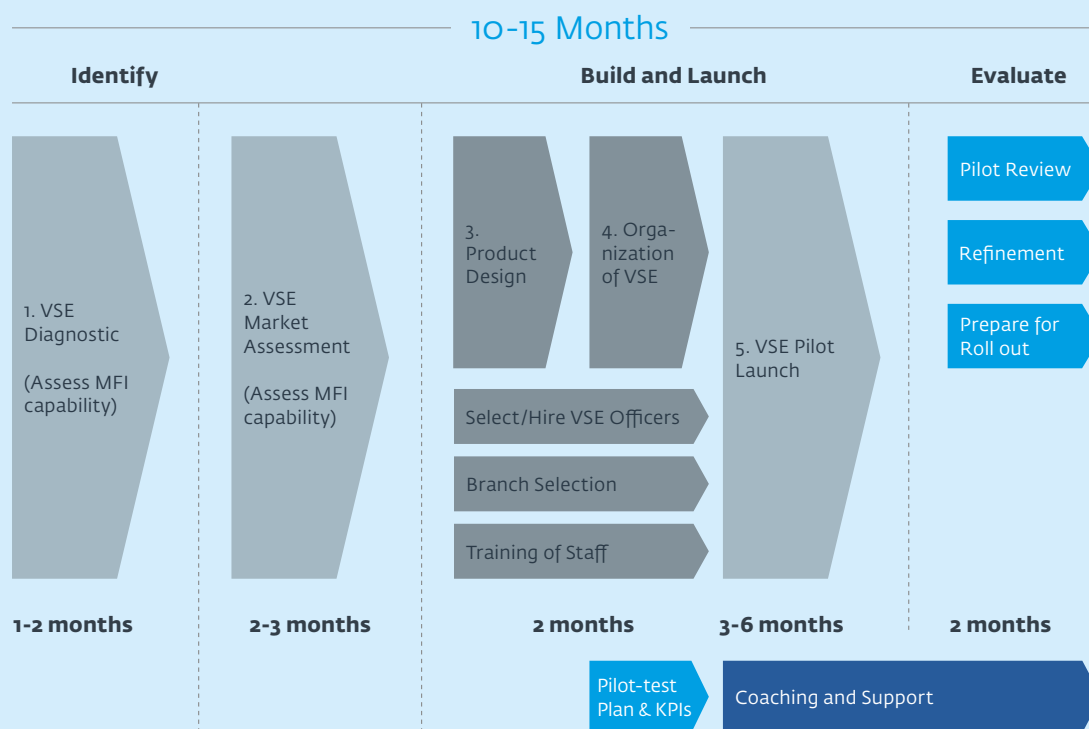 10-15 Months
Identify
Build and Launch
Evaluate
1. VSE
Diagnostic
(Assess MFI
capability)
2. VSE
Market
Assessment
(Assess MFI
capability)
3.
Product
Design
4. Orga-
nization
of VSE
Select/Hire VSE Officers
Branch Selection
Training of Staff
5. VSE Pilot
Launch
Pilot Review
Refinement
Prepare for
Roll out
1-2 months
2-3 months
2 months
3-6 months
2 months
Pilot-test
Plan & KPIs
Coaching and Support